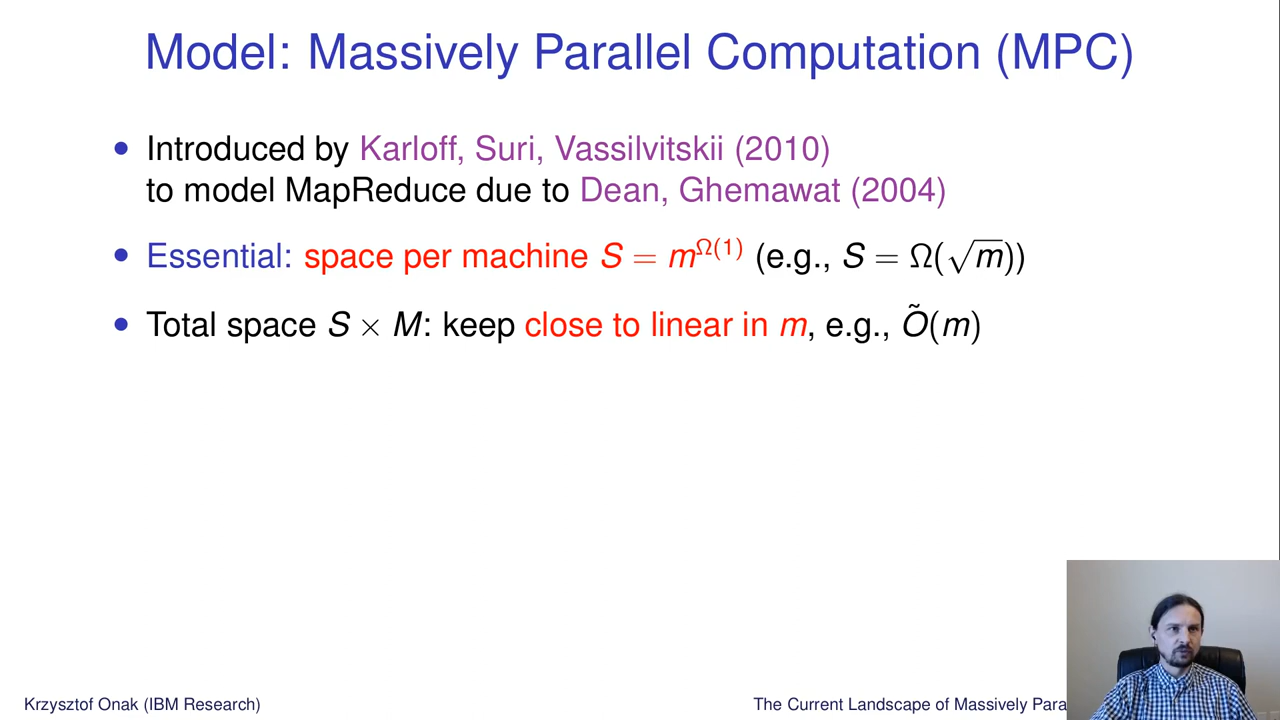 Model: Massively Parallel Computation (MPC)
• Introduced by Karloff, Suri, Vassilvitskii (2010)
to model MapReduce due to Dean, Ghemawat (2004)
• Essential: space per machine S = m^Ω(1) (e.g., S = Ω(√m))
• Total space S × M: keep close to linear in m, e.g., Õ(m)
Krzysztof Onak (IBM Research)
The Current Landscape of Massively